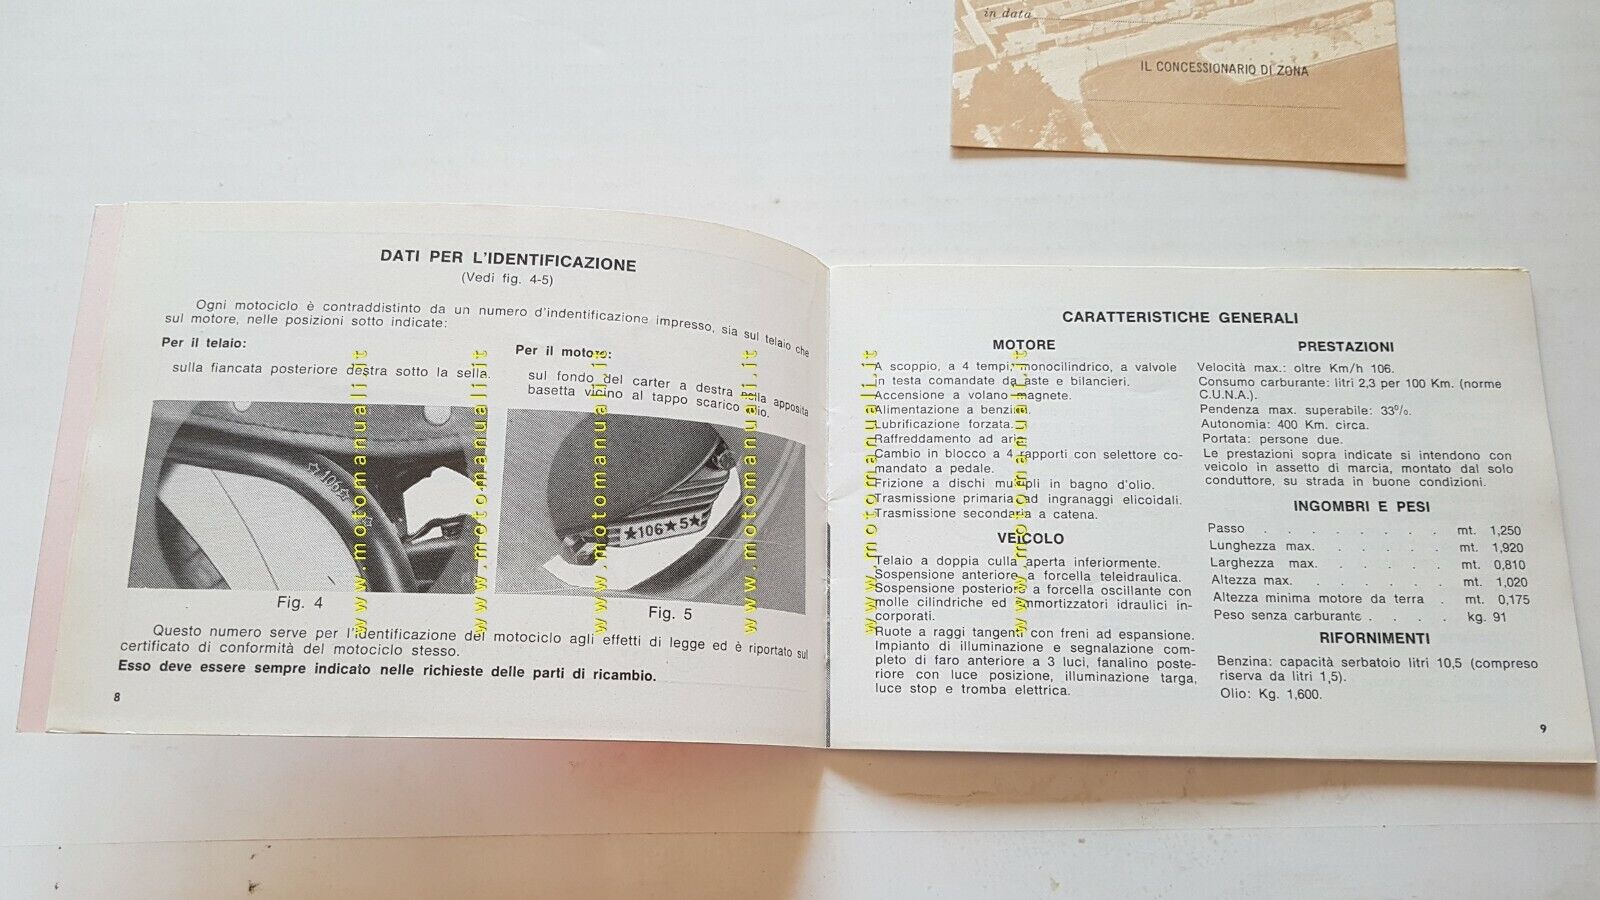 in data
IL CONCESSIONARIO DI ZONA
DATI PER L'IDENTIFICAZIONE
(Vedi fig. 4-5)
Ogni motociclo è contraddistinto da un numero d'indentificazione impresso, sia sul telaio che
sul motore, nelle posizioni sotto indicate:
Per il telaio:
sulla fiancata posteriore destra sotto la sella.
Per il motore:
sul fondo del carter a destra nella apposita
basetta vicino al tappo scarico olio.
☆106☆
★106★5★
Fig. 4
Fig. 5
Questo numero serve per l'identificazione del motociclo agli effetti di legge ed è riportato sul
certificato di conformità del motociclo stesso.
Esso deve essere sempre indicato nelle richieste delle parti di ricambio.
8
CARATTERISTICHE GENERALI
MOTORE
A scoppio, a 4 tempi, monocilindrico, a valvole
in testa comandate da aste e bilancieri.
Accensione a volano magnete.
Alimentazione a benzina.
Lubrificazione forzata.
Raffreddamento ad aria.
Cambio in blocco a 4 rapporti con selettore co-
mandato a pedale.
Frizione a dischi multipli in bagno d'olio.
Trasmissione primaria ad ingranaggi elicoidali.
Trasmissione secondaria a catena.
VEICOLO
Telaio a doppia culla aperta inferiormente.
Sospensione anteriore a forcella teleidraulica.
Sospensione posteriore a forcella oscillante con
molle cilindriche ed ammortizzatori idraulici in-
corporati.
Ruote a raggi tangenti con freni ad espansione.
Impianto di illuminazione e segnalazione com-
pleto di faro anteriore a 3 luci, fanalino poste-
riore con luce posizione, illuminazione targa,
luce stop e tromba elettrica.
PRESTAZIONI
Velocità max.: oltre Km/h 106.
Consumo carburante: litri 2,3 per 100 Km. (norme
C.U.N.A.).
Pendenza max. superabile: 33%.
Autonomia: 400 Km. circa.
Portata: persone due.
Le prestazioni sopra indicate si intendono con
veicolo in assetto di marcia, montato dal solo
conduttore, su strada in buone condizioni.
INGOMBRI E PESI
Passo . . . . . . . . mt. 1,250
Lunghezza max. . . . . . mt. 1,920
Larghezza max. . . . . . mt. 0,810
Altezza max. . . . . . . mt. 1,020
Altezza minima motore da terra . mt. 0,175
Peso senza carburante . . . . kg. 91
RIFORNIMENTI
Benzina: capacità serbatoio litri 10,5 (compreso
riserva da litri 1,5).
Olio: Kg. 1,600.
9
www.motomanuali.it
www.motomanuali.it
www.motomanuali.it
www.motomanuali.it
www.motomanuali.it
www.motomanuali.it